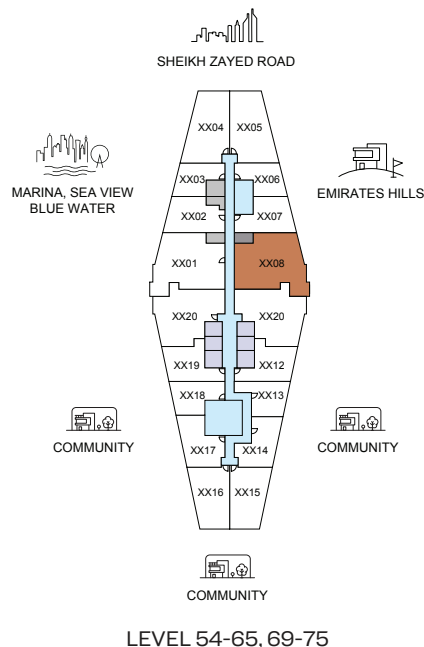 SHEIKH ZAYED ROAD
XX04 XX05
XX03 XX06
MARINA, SEA VIEW
BLUE WATER
EMIRATES HILLS
XX02 XX07
XX01 XX08
XX20 XX20
XX19 XX12
XX18 XX13
COMMUNITY
COMMUNITY
XX17 XX14
XX16 XX15
COMMUNITY
LEVEL 54-65, 69-75